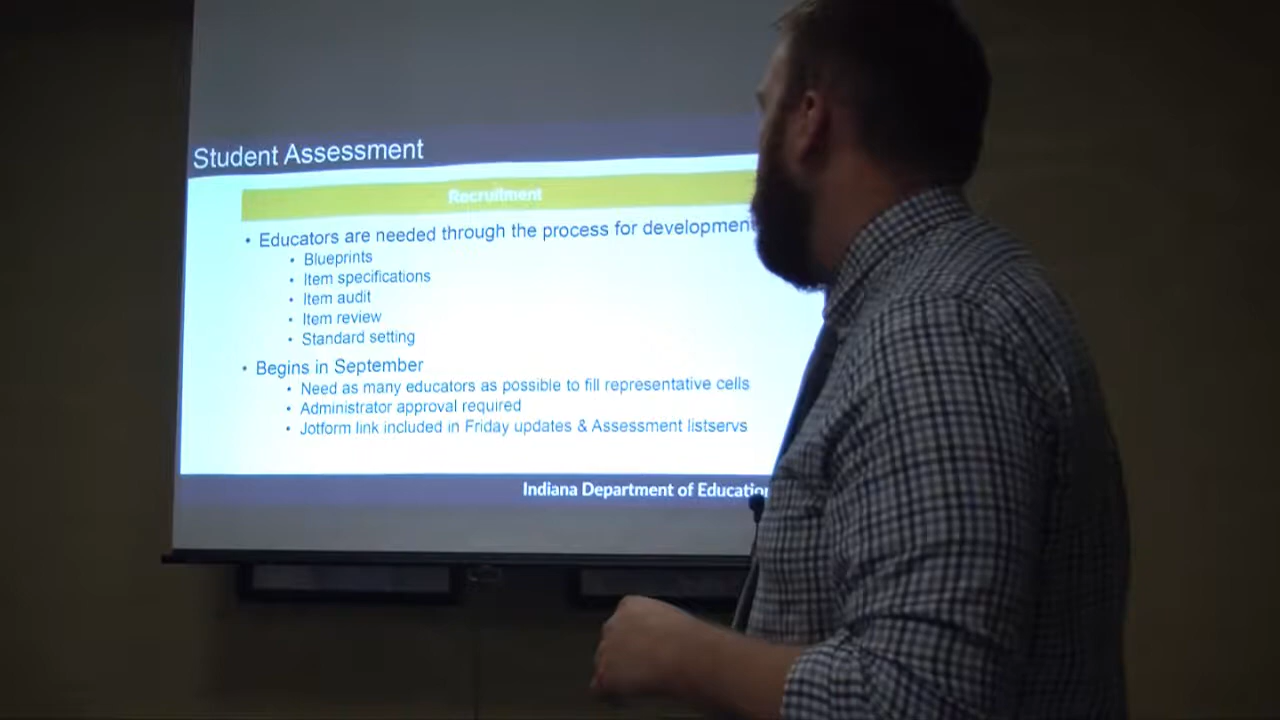 Student Assessment
Recruitment
• Educators are needed through the process for development
• Blueprints
• Item specifications
• Item audit
• Item review
• Standard setting
• Begins in September
• Need as many educators as possible to fill representative cells
• Administrator approval required
• Jotform link included in Friday updates & Assessment listservs
Indiana Department of Education